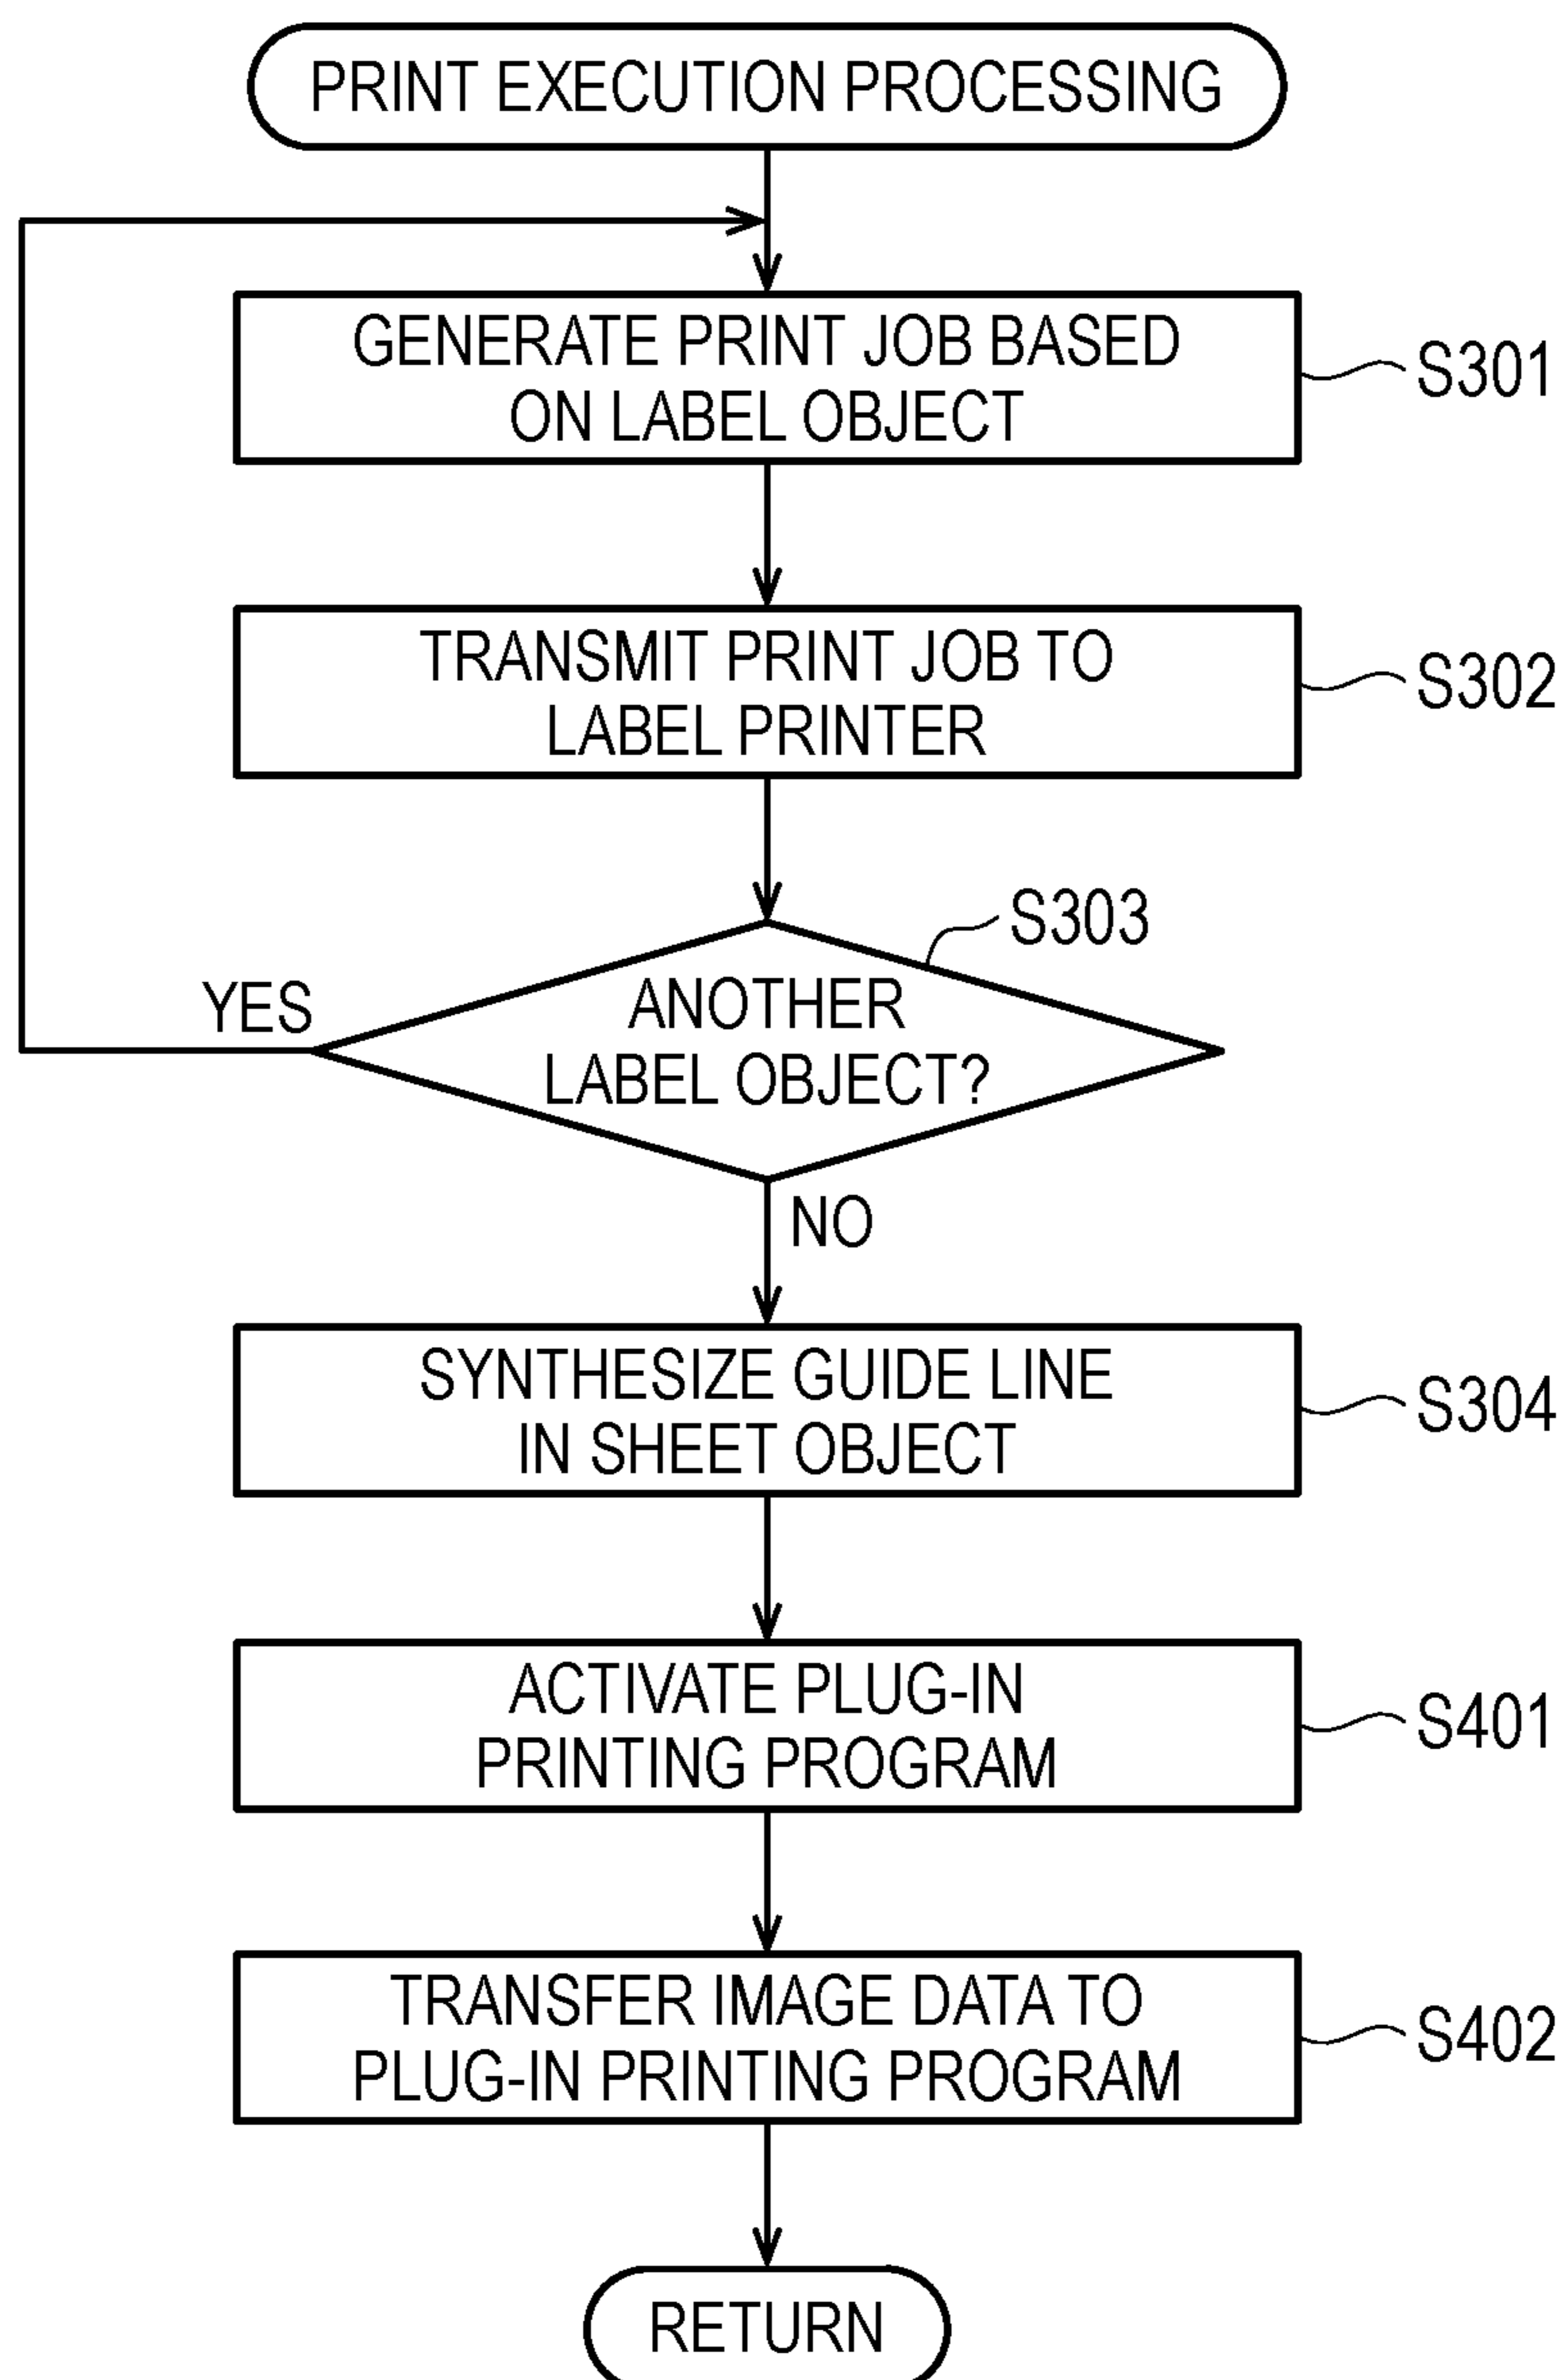 PRINT EXECUTION PROCESSING
GENERATE PRINT JOB BASED
ON LABEL OBJECT
S301
TRANSMIT PRINT JOB TO
LABEL PRINTER
S302
S303
ANOTHER
LABEL OBJECT?
YES
NO
SYNTHESIZE GUIDE LINE
IN SHEET OBJECT
S304
ACTIVATE PLUG-IN
PRINTING PROGRAM
S401
TRANSFER IMAGE DATA TO
PLUG-IN PRINTING PROGRAM
S402
RETURN